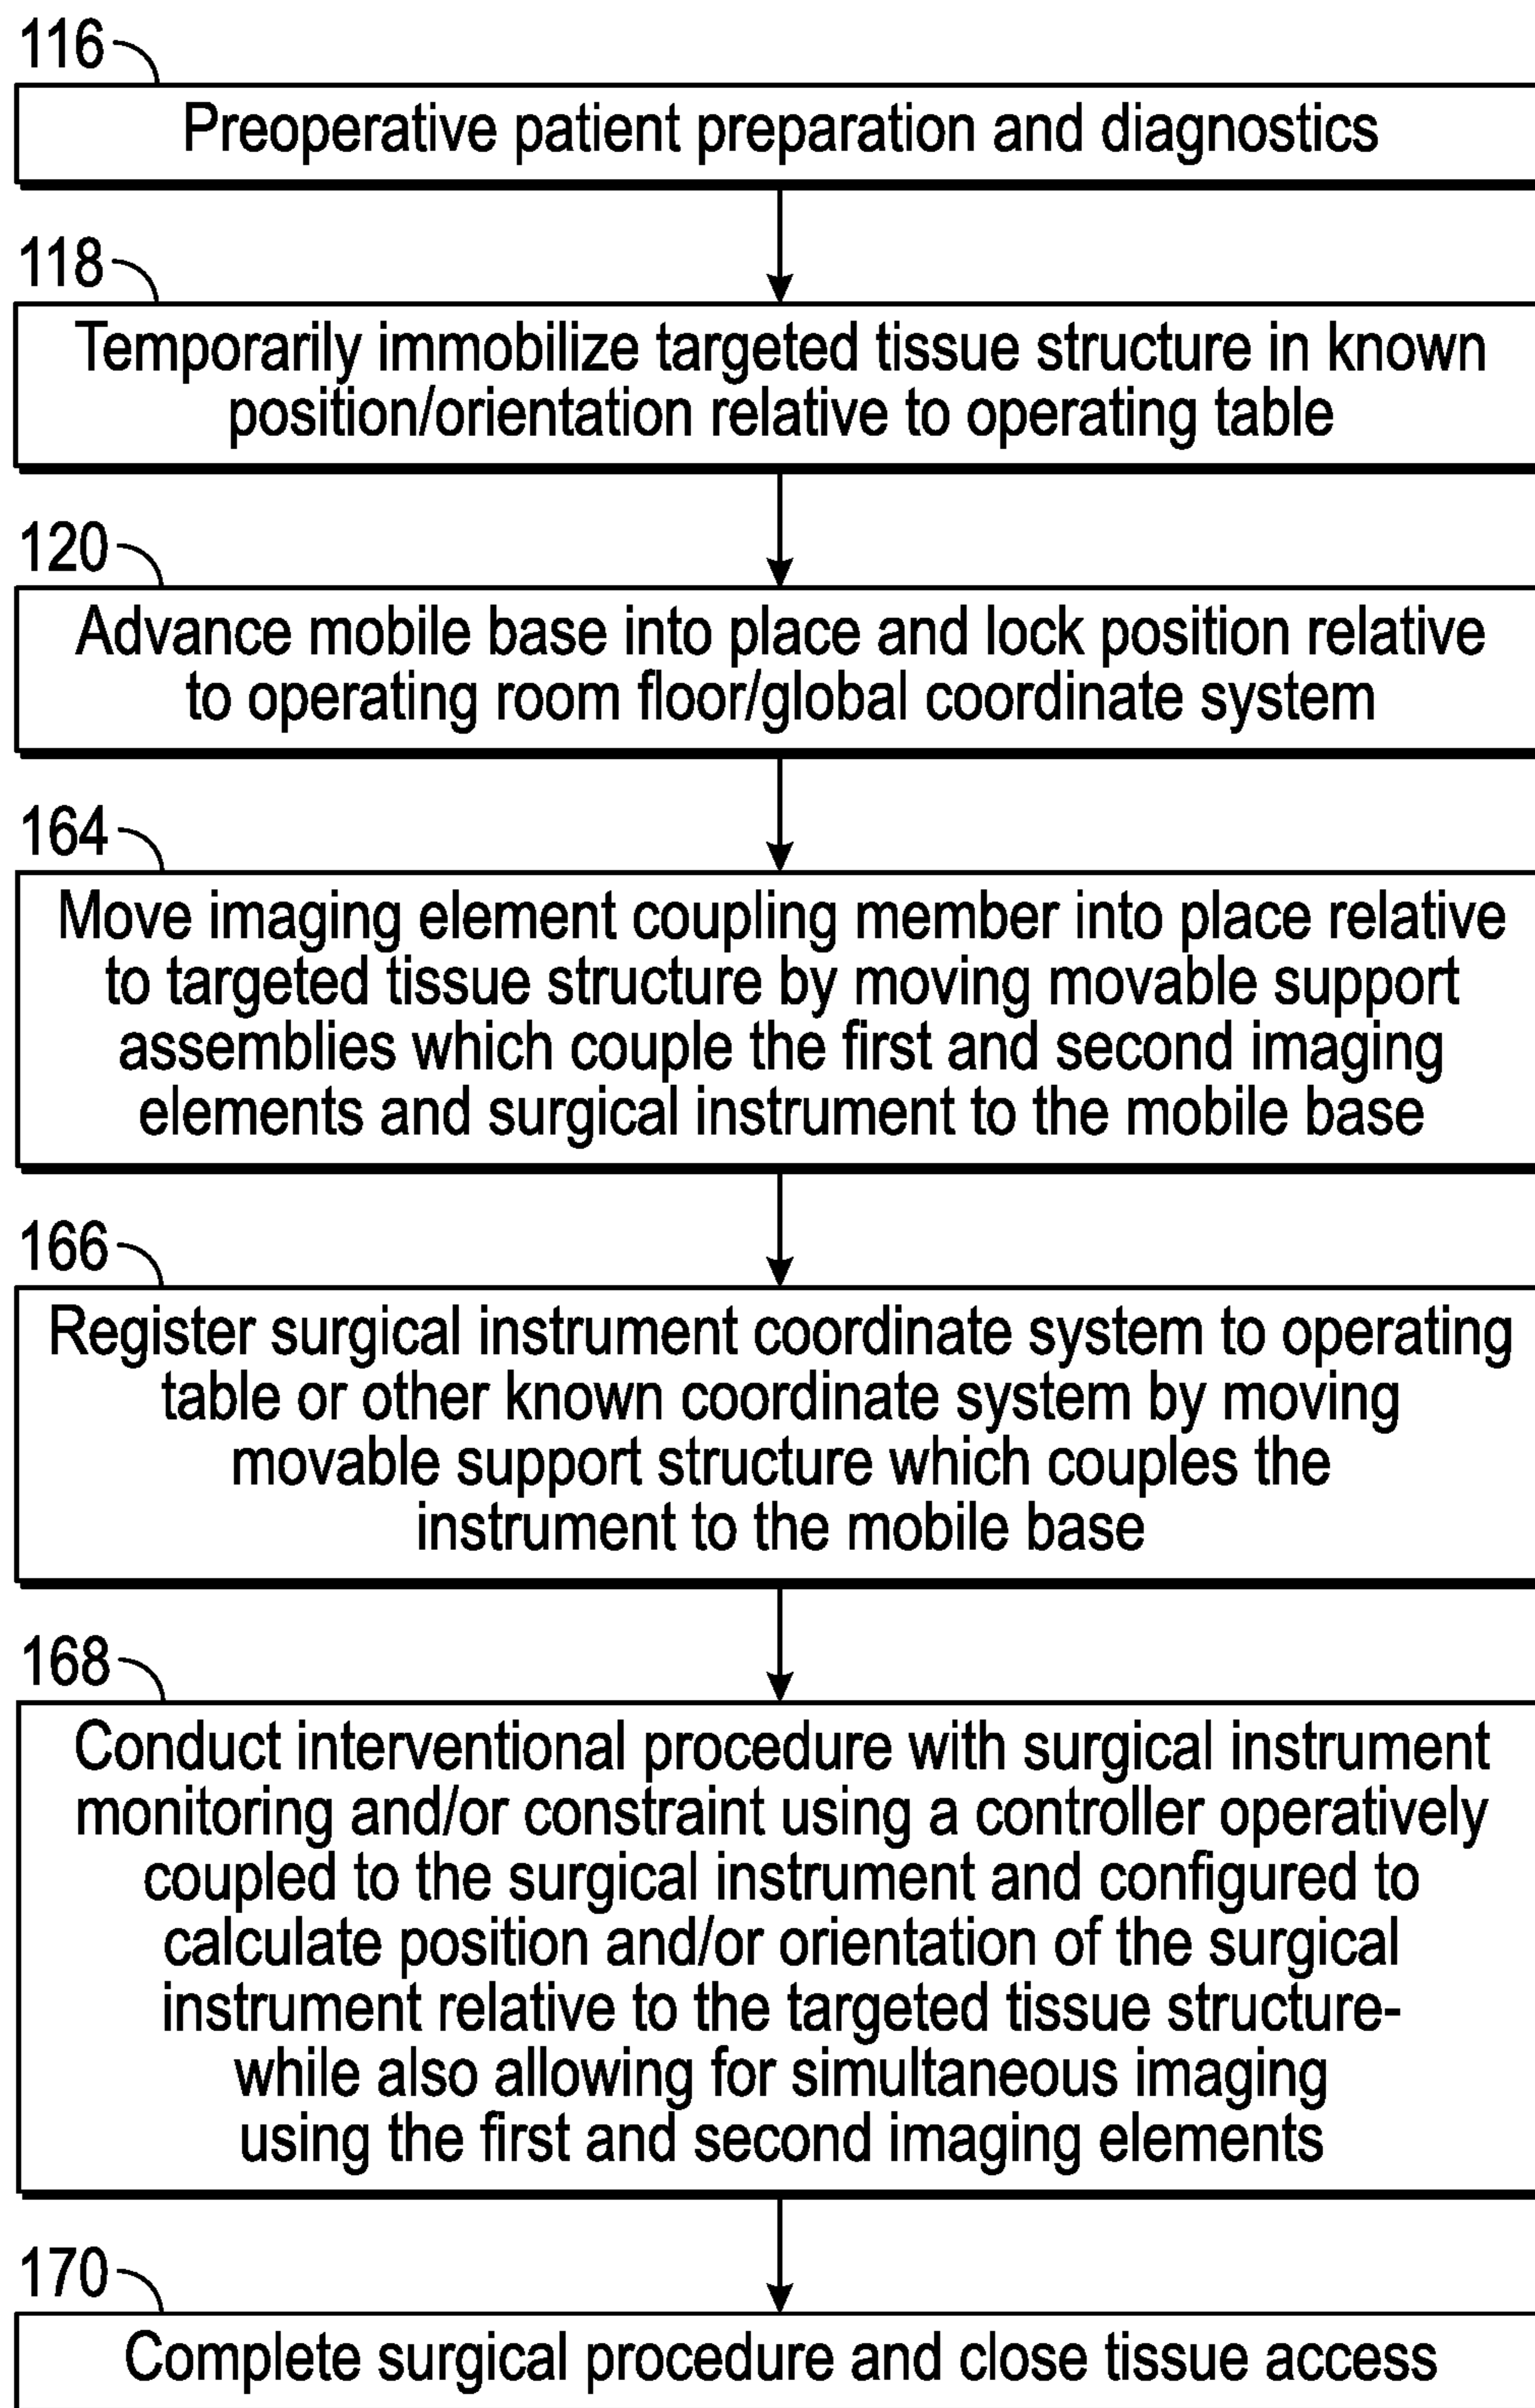 116
Preoperative patient preparation and diagnostics
118
Temporarily immobilize targeted tissue structure in known
position/orientation relative to operating table
120
Advance mobile base into place and lock position relative
to operating room floor/global coordinate system
164
Move imaging element coupling member into place relative
to targeted tissue structure by moving movable support
assemblies which couple the first and second imaging
elements and surgical instrument to the mobile base
166
Register surgical instrument coordinate system to operating
table or other known coordinate system by moving
movable support structure which couples the
instrument to the mobile base
168
Conduct interventional procedure with surgical instrument
monitoring and/or constraint using a controller operatively
coupled to the surgical instrument and configured to
calculate position and/or orientation of the surgical
instrument relative to the targeted tissue structure-
while also allowing for simultaneous imaging
using the first and second imaging elements
170
Complete surgical procedure and close tissue access